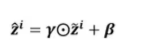 ẑⁱ = γ⊙z̃ⁱ + β